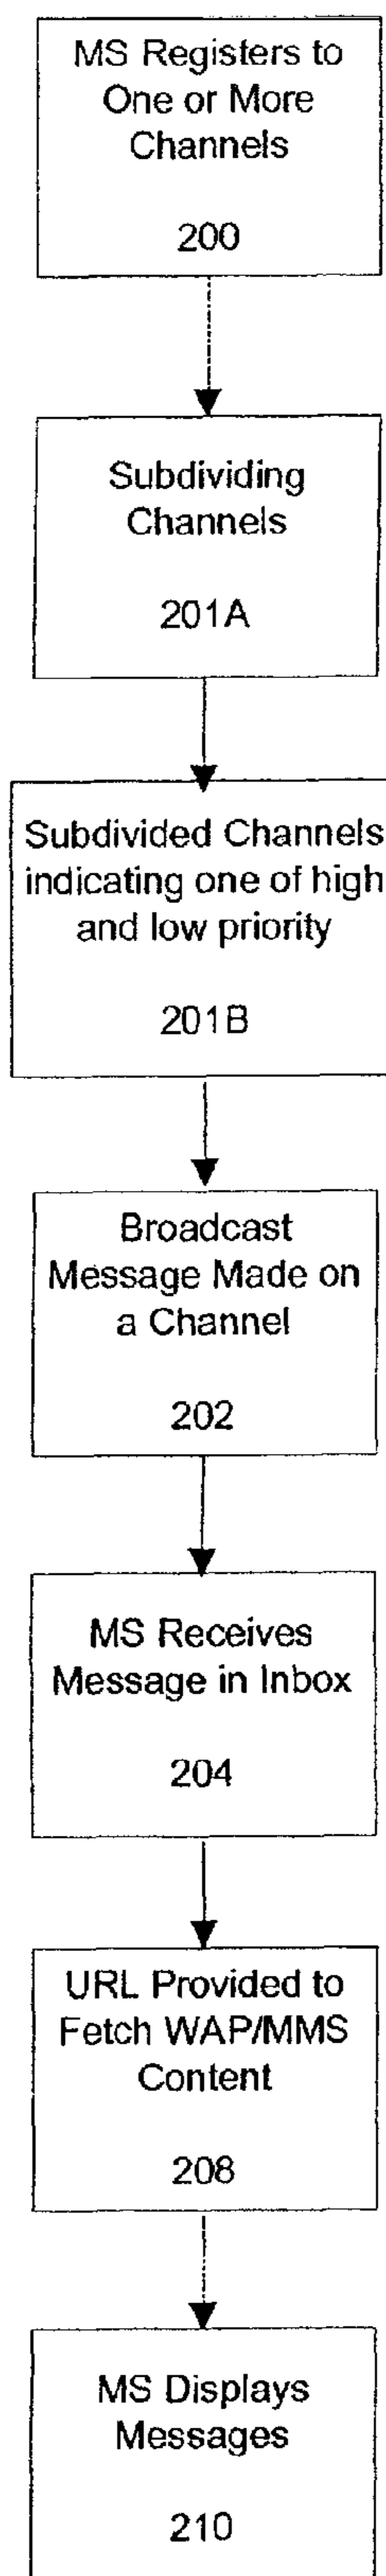 MS Registers to
One or More
Channels
200
Subdividing
Channels
201A
Subdivided Channels
indicating one of high
and low priority
201B
Broadcast
Message Made on
a Channel
202
MS Receives
Message in Inbox
204
URL Provided to
Fetch WAP/MMS
Content
208
MS Displays
Messages
210